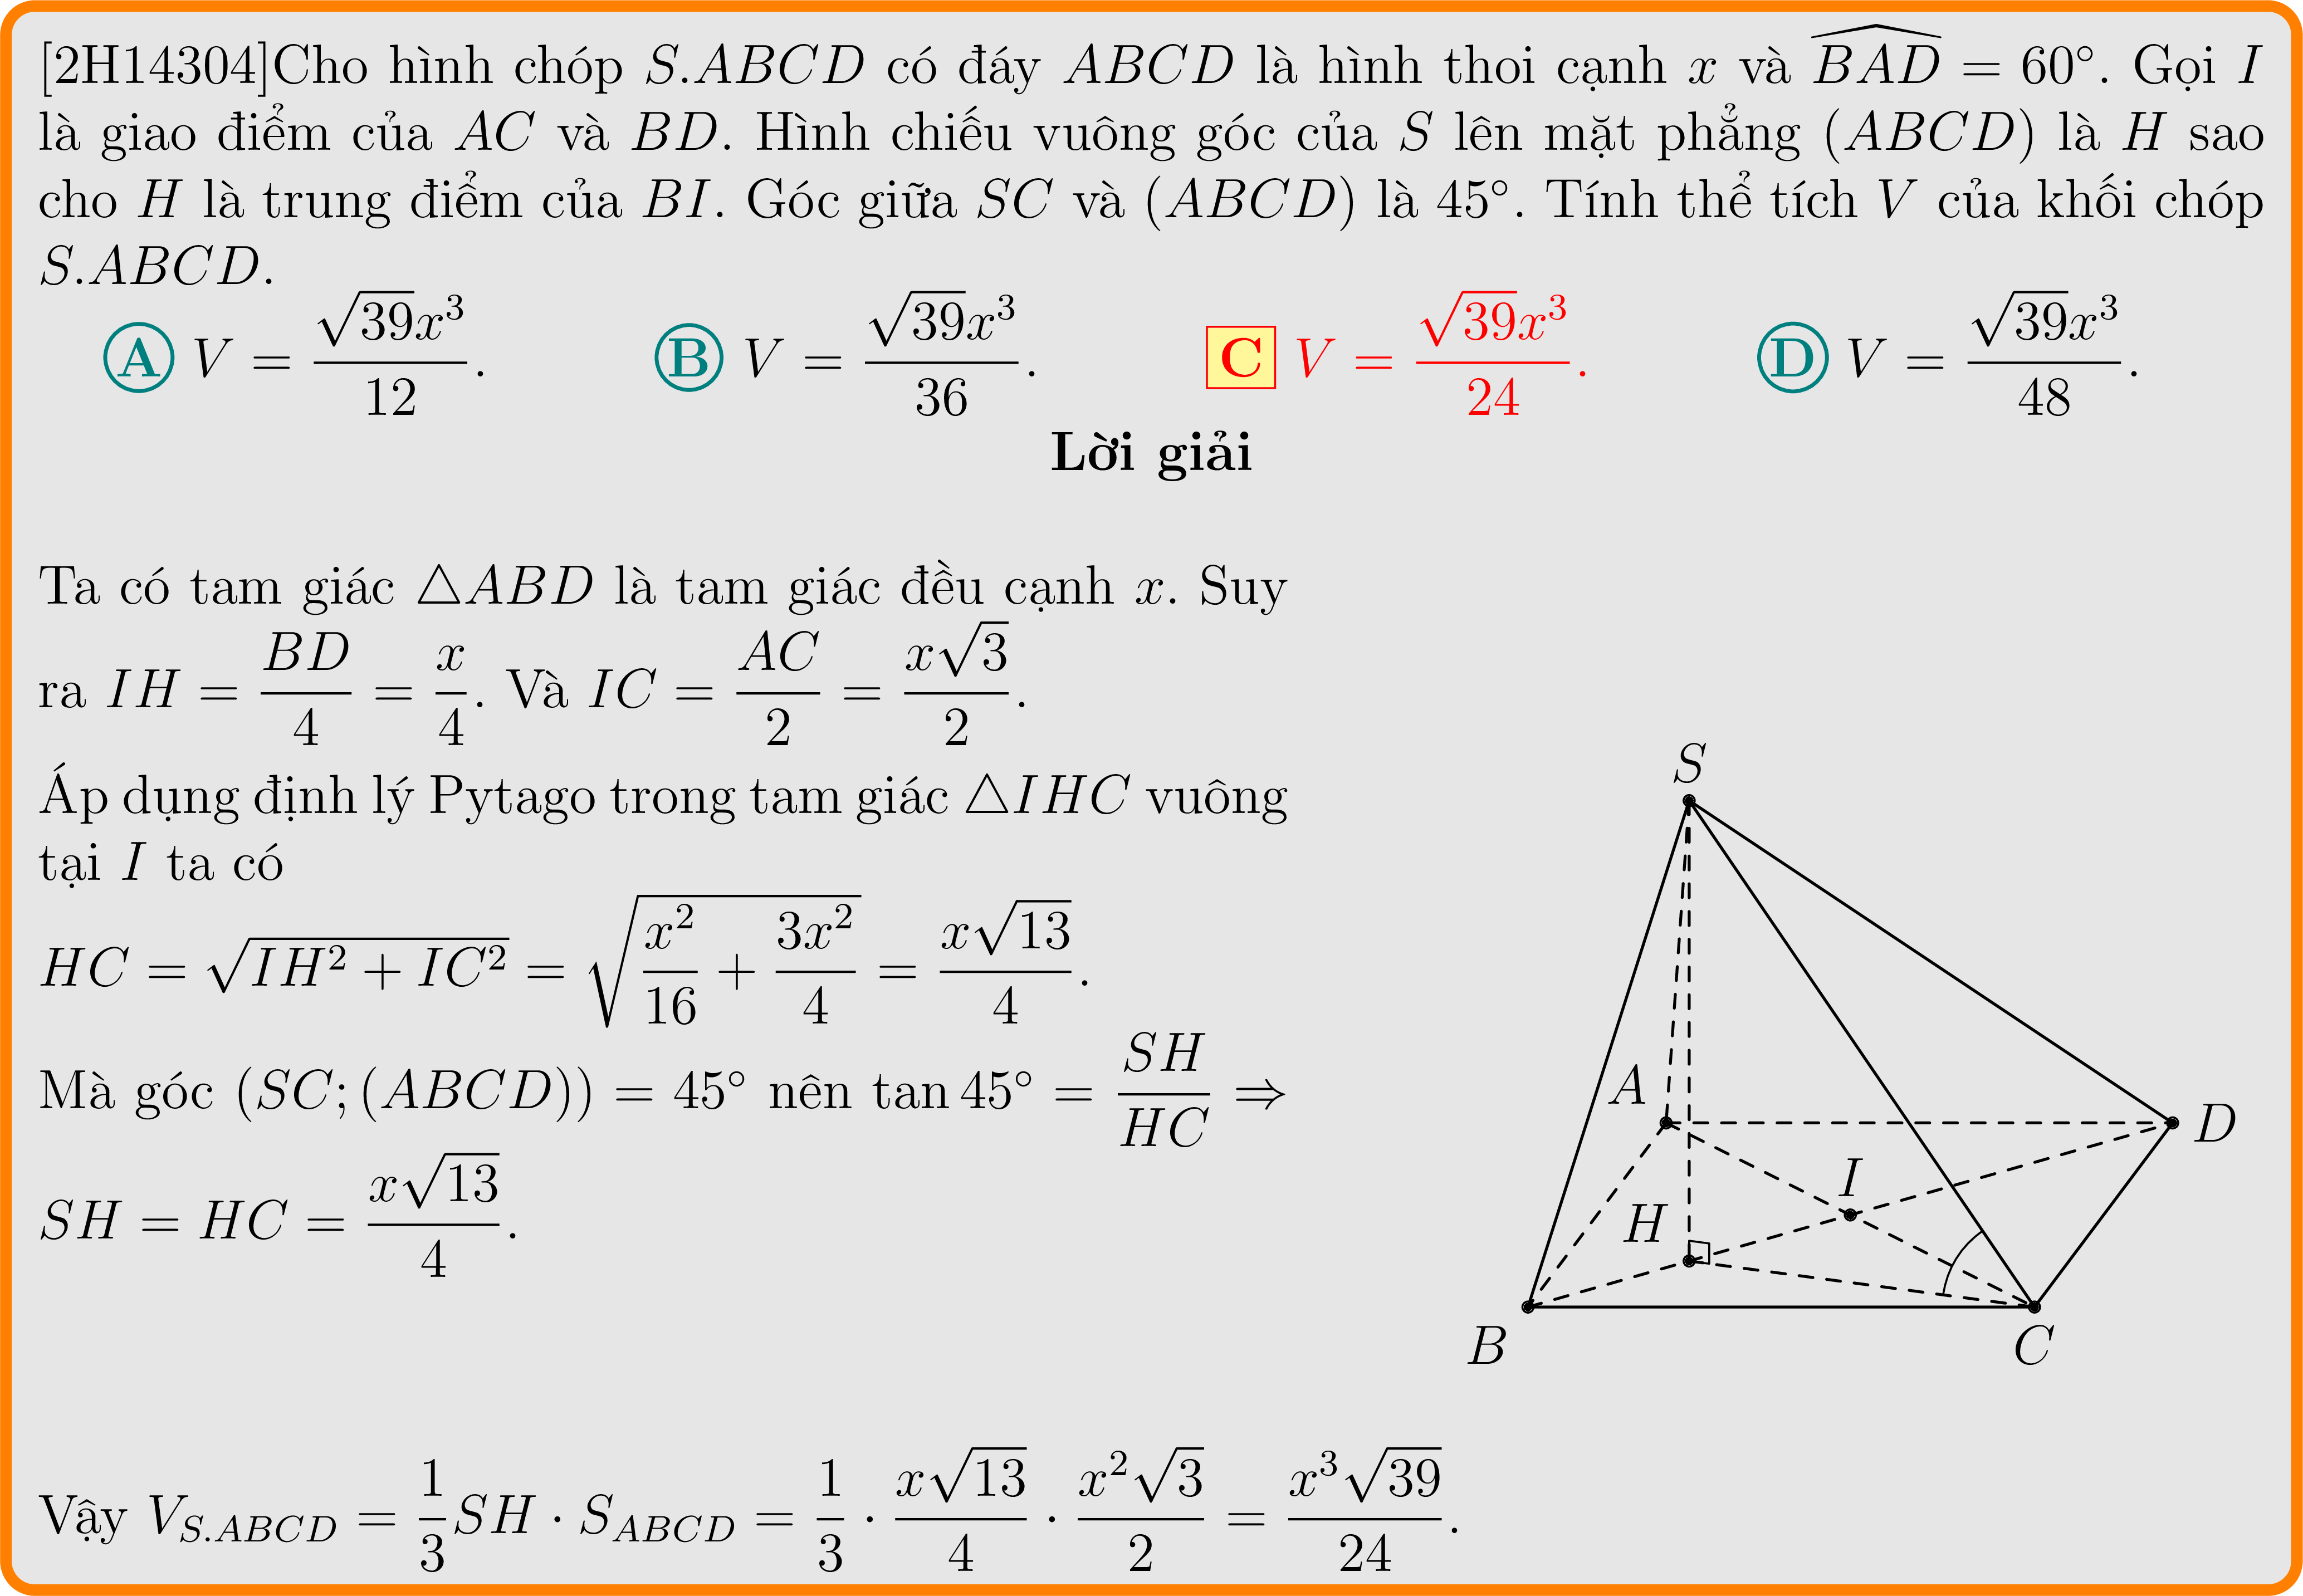 [2H14304]Cho hình chóp S.ABCD có đáy ABCD là hình thoi cạnh x và $\widehat{BAD}$ = 60°. Gọi I
là giao điểm của AC và BD. Hình chiếu vuông góc của S lên mặt phẳng (ABCD) là H sao
cho H là trung điểm của BI. Góc giữa SC và (ABCD) là 45°. Tính thể tích V của khối chóp
S.ABCD.
A $V = \frac{\sqrt{39}x^3}{12}$. B $V = \frac{\sqrt{39}x^3}{36}$. C $V = \frac{\sqrt{39}x^3}{24}$. D $V = \frac{\sqrt{39}x^3}{48}$.
Lời giải
Ta có tam giác △ABD là tam giác đều cạnh x. Suy
ra $IH = \frac{BD}{4} = \frac{x}{4}$. Và $IC = \frac{AC}{2} = \frac{x\sqrt{3}}{2}$.
Áp dụng định lý Pytago trong tam giác △IHC vuông
tại I ta có
$HC = \sqrt{IH^2 + IC^2} = \sqrt{\frac{x^2}{16} + \frac{3x^2}{4}} = \frac{x\sqrt{13}}{4}$.
Mà góc (SC; (ABCD)) = 45° nên $\tan 45° = \frac{SH}{HC} \Rightarrow$
$SH = HC = \frac{x\sqrt{13}}{4}$.
S
A
D
I
H
B
C
Vậy $V_{S.ABCD} = \frac{1}{3}SH \cdot S_{ABCD} = \frac{1}{3} \cdot \frac{x\sqrt{13}}{4} \cdot \frac{x^2\sqrt{3}}{2} = \frac{x^3\sqrt{39}}{24}$.